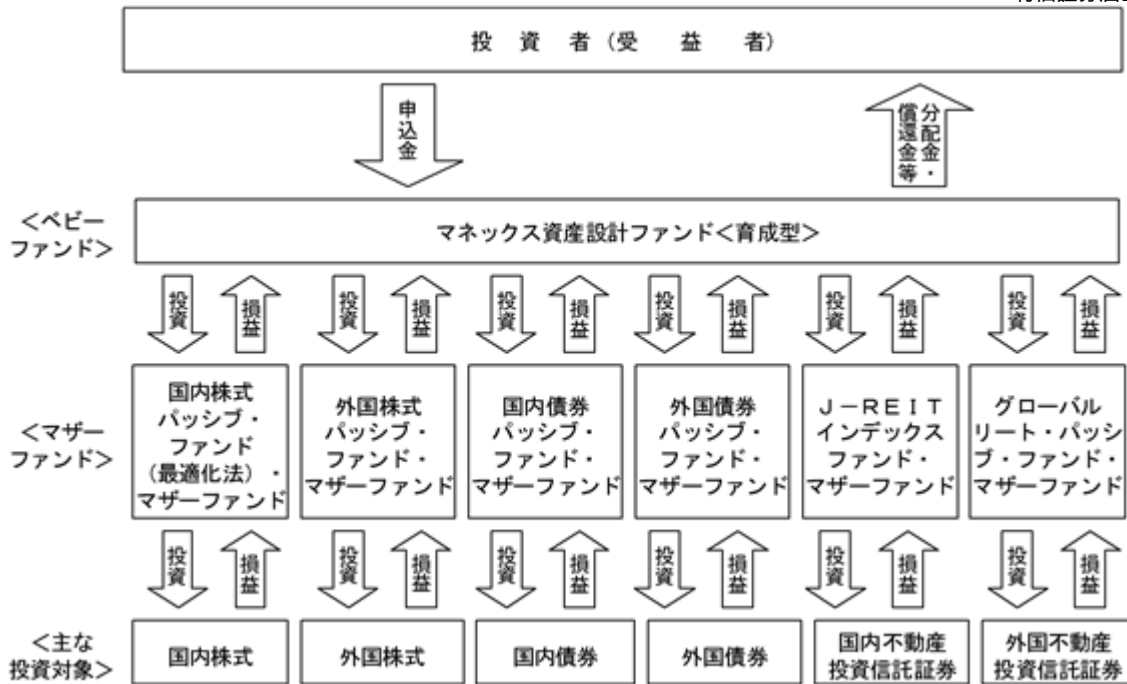 投資者(受益者)
申込金
分配金・
償還金等
<ベビー
ファンド>
マネックス資産設計ファンド<育成型>
投資
損益
投資
損益
投資
損益
投資
損益
投資
損益
投資
損益
<マザー
ファンド>
国内株式
パッシブ・
ファンド
(最適化法)・
マザーファンド
外国株式
パッシブ・
ファンド・
マザーファンド
国内債券
パッシブ・
ファンド・
マザーファンド
外国債券
パッシブ・
ファンド・
マザーファンド
J-REIT
インデックス
ファンド・
マザーファンド
グローバル
リート・パッシ
ブ・ファンド・
マザーファンド
投資
損益
投資
損益
投資
損益
投資
損益
投資
損益
投資
損益
<主な
投資対象>
国内株式
外国株式
国内債券
外国債券
国内不動産
投資信託証券
外国不動産
投資信託証券